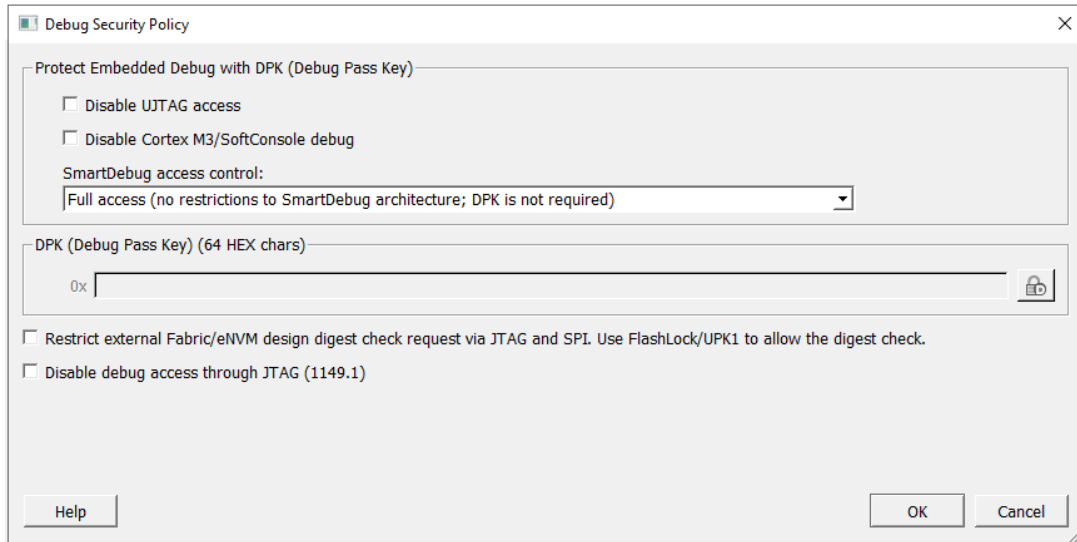 Debug Security Policy
Protect Embedded Debug with DPK (Debug Pass Key)
Disable UJTAG access
Disable Cortex M3/SoftConsole debug
SmartDebug access control:
Full access (no restrictions to SmartDebug architecture; DPK is not required)
DPK (Debug Pass Key) (64 HEX chars)
0x
Restrict external Fabric/eNVM design digest check request via JTAG and SPI. Use FlashLock/UPK1 to allow the digest check.
Disable debug access through JTAG (1149.1)
Help OK Cancel